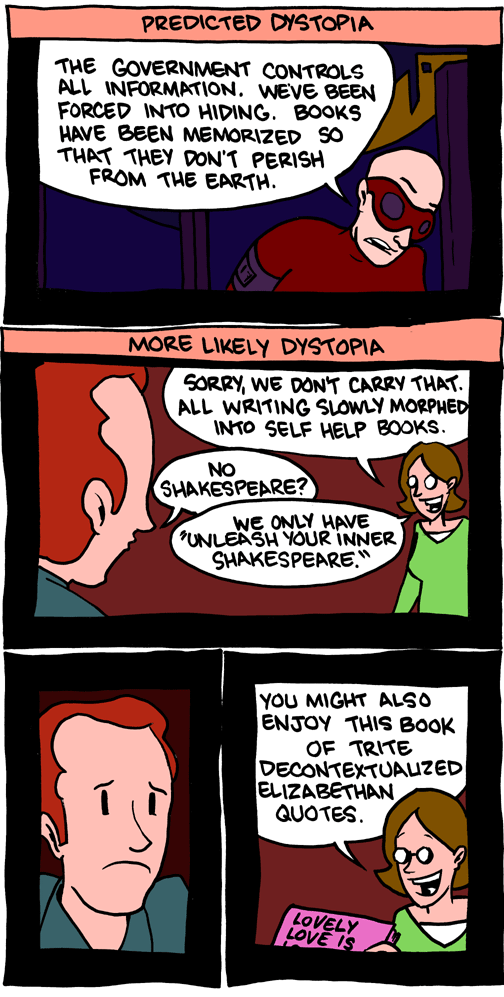 PREDICTED DYSTOPIA
THE GOVERNMENT CONTROLS
ALL INFORMATION. WE'VE BEEN
FORCED INTO HIDING. BOOKS
HAVE BEEN MEMORIZED SO
THAT THEY DON'T PERISH
FROM THE EARTH.
MORE LIKELY DYSTOPIA
SORRY, WE DON'T CARRY THAT.
ALL WRITING SLOWLY MORPHED
INTO SELF HELP BOOKS.
NO
SHAKESPEARE?
WE ONLY HAVE
"UNLEASH YOUR INNER
SHAKESPEARE."
YOU MIGHT ALSO
ENJOY THIS BOOK
OF TRITE
DECONTEXTUALIZED
ELIZABETHAN
QUOTES.
LOVELY
LOVE IS